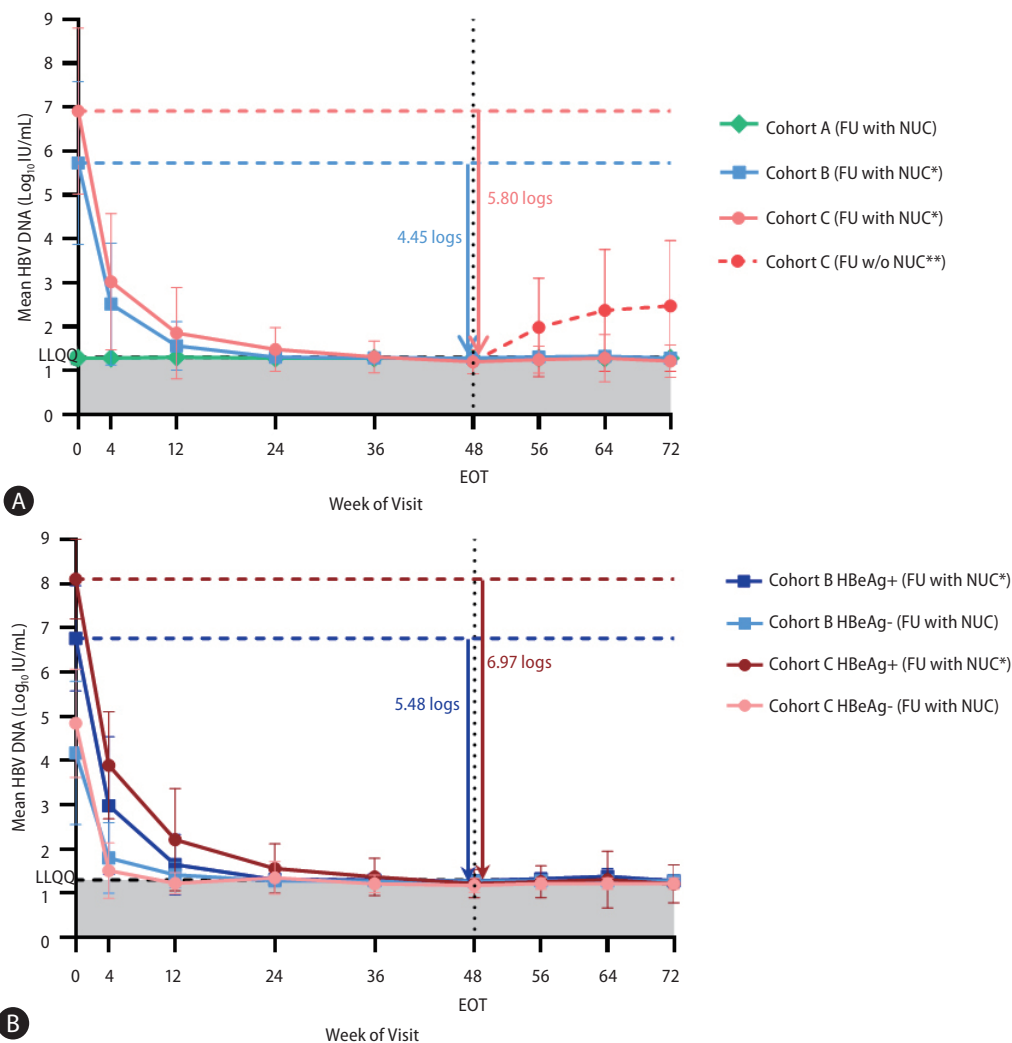 9
8
7
6
5
4
3
2
LLOQ
1
0
Mean HBV DNA (Log10IU/mL)
5.80 logs
4.45 logs
Cohort A (FU with NUC)
Cohort B (FU with NUC*)
Cohort C (FU with NUC*)
Cohort C (FU w/o NUC**)
0 4 12 24 36 48 56 64 72
EOT
Week of Visit
A
9
8
7
6
5
4
3
2
LLOQ
1
0
Mean HBV DNA (Log10IU/mL)
6.97 logs
5.48 logs
Cohort B HBeAg+ (FU with NUC*)
Cohort B HBeAg- (FU with NUC)
Cohort C HBeAg+ (FU with NUC*)
Cohort C HBeAg- (FU with NUC)
0 4 12 24 36 48 56 64 72
EOT
Week of Visit
B